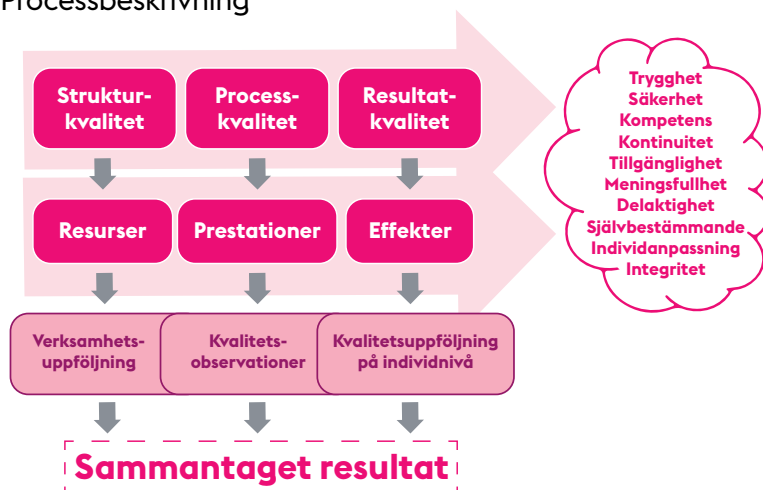 Processbeskrivning
Struktur-
kvalitet
Process-
kvalitet
Resultat-
kvalitet
Resurser
Prestationer
Effekter
Verksamhets-
uppföljning
Kvalitets-
observationer
Kvalitetsuppföljning
på individnivå
Sammantaget resultat
Trygghet
Säkerhet
Kompetens
Kontinuitet
Tillgänglighet
Meningsfullhet
Delaktighet
Självbestämmande
Individanpassning
Integritet